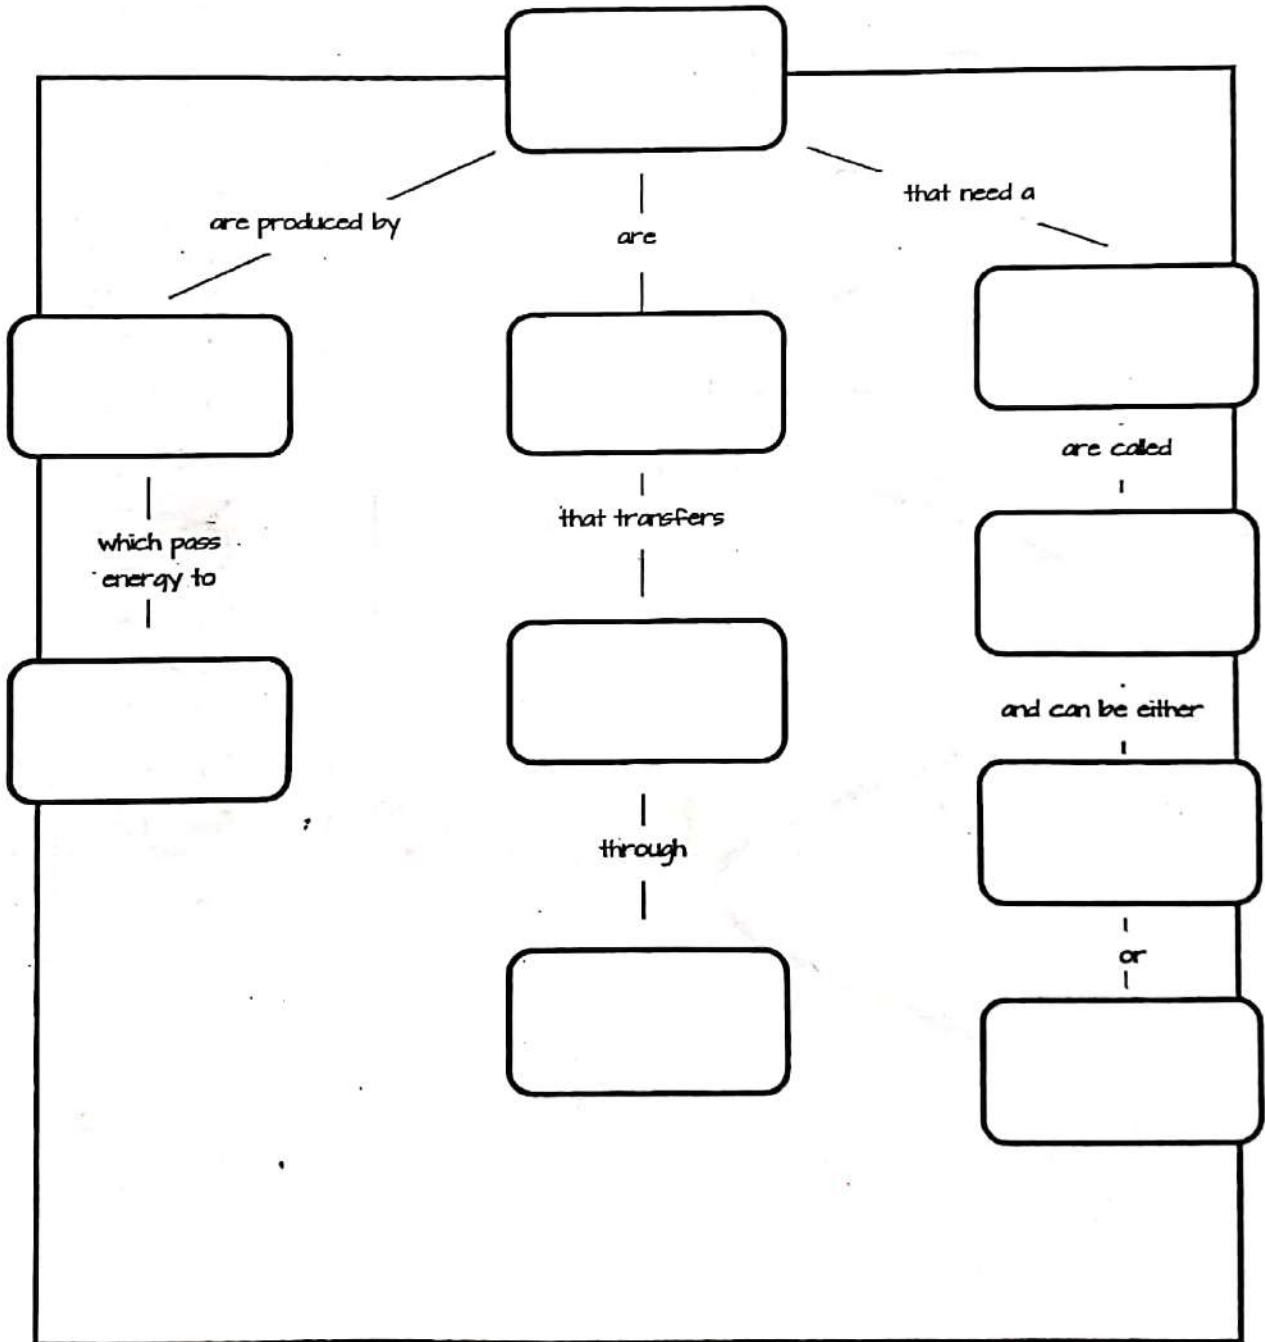 are produced by
are
that need a
are called
that transfers
which pass
energy to
and can be either
through
or